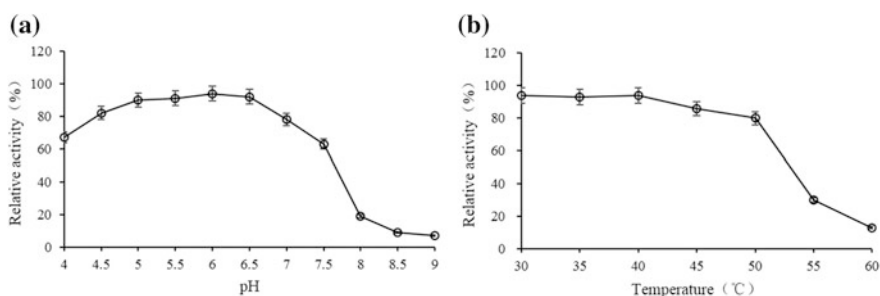 (a)
Relative activity（%）
120
100
80
60
40
20
0
4 4.5 5 5.5 6 6.5 7 7.5 8 8.5 9
pH
(b)
Relative activity（%）
120
100
80
60
40
20
0
30 35 40 45 50 55 60
Temperature（℃）